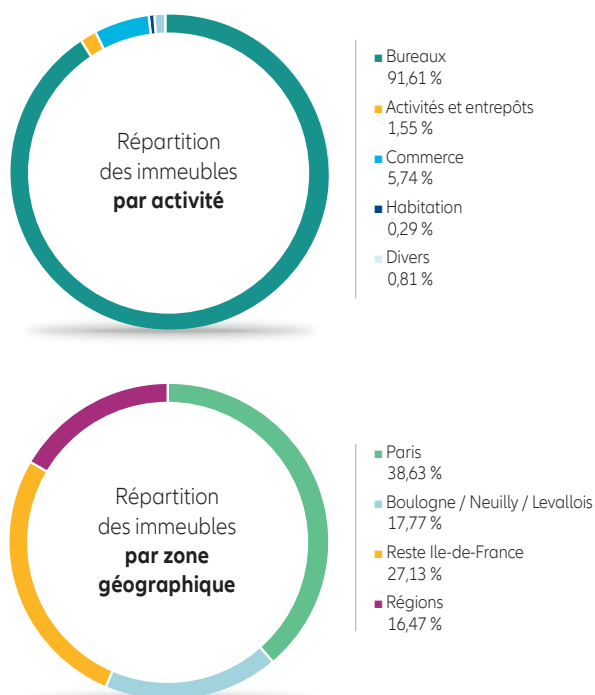 Répartition
des immeubles
par activité
Bureaux
91,61 %
Activités et entrepôts
1,55 %
Commerce
5,74 %
Habitation
0,29 %
Divers
0,81 %
Répartition
des immeubles
par zone
géographique
Paris
38,63 %
Boulogne / Neuilly / Levallois
17,77 %
Reste Ile-de-France
27,13 %
Régions
16,47 %